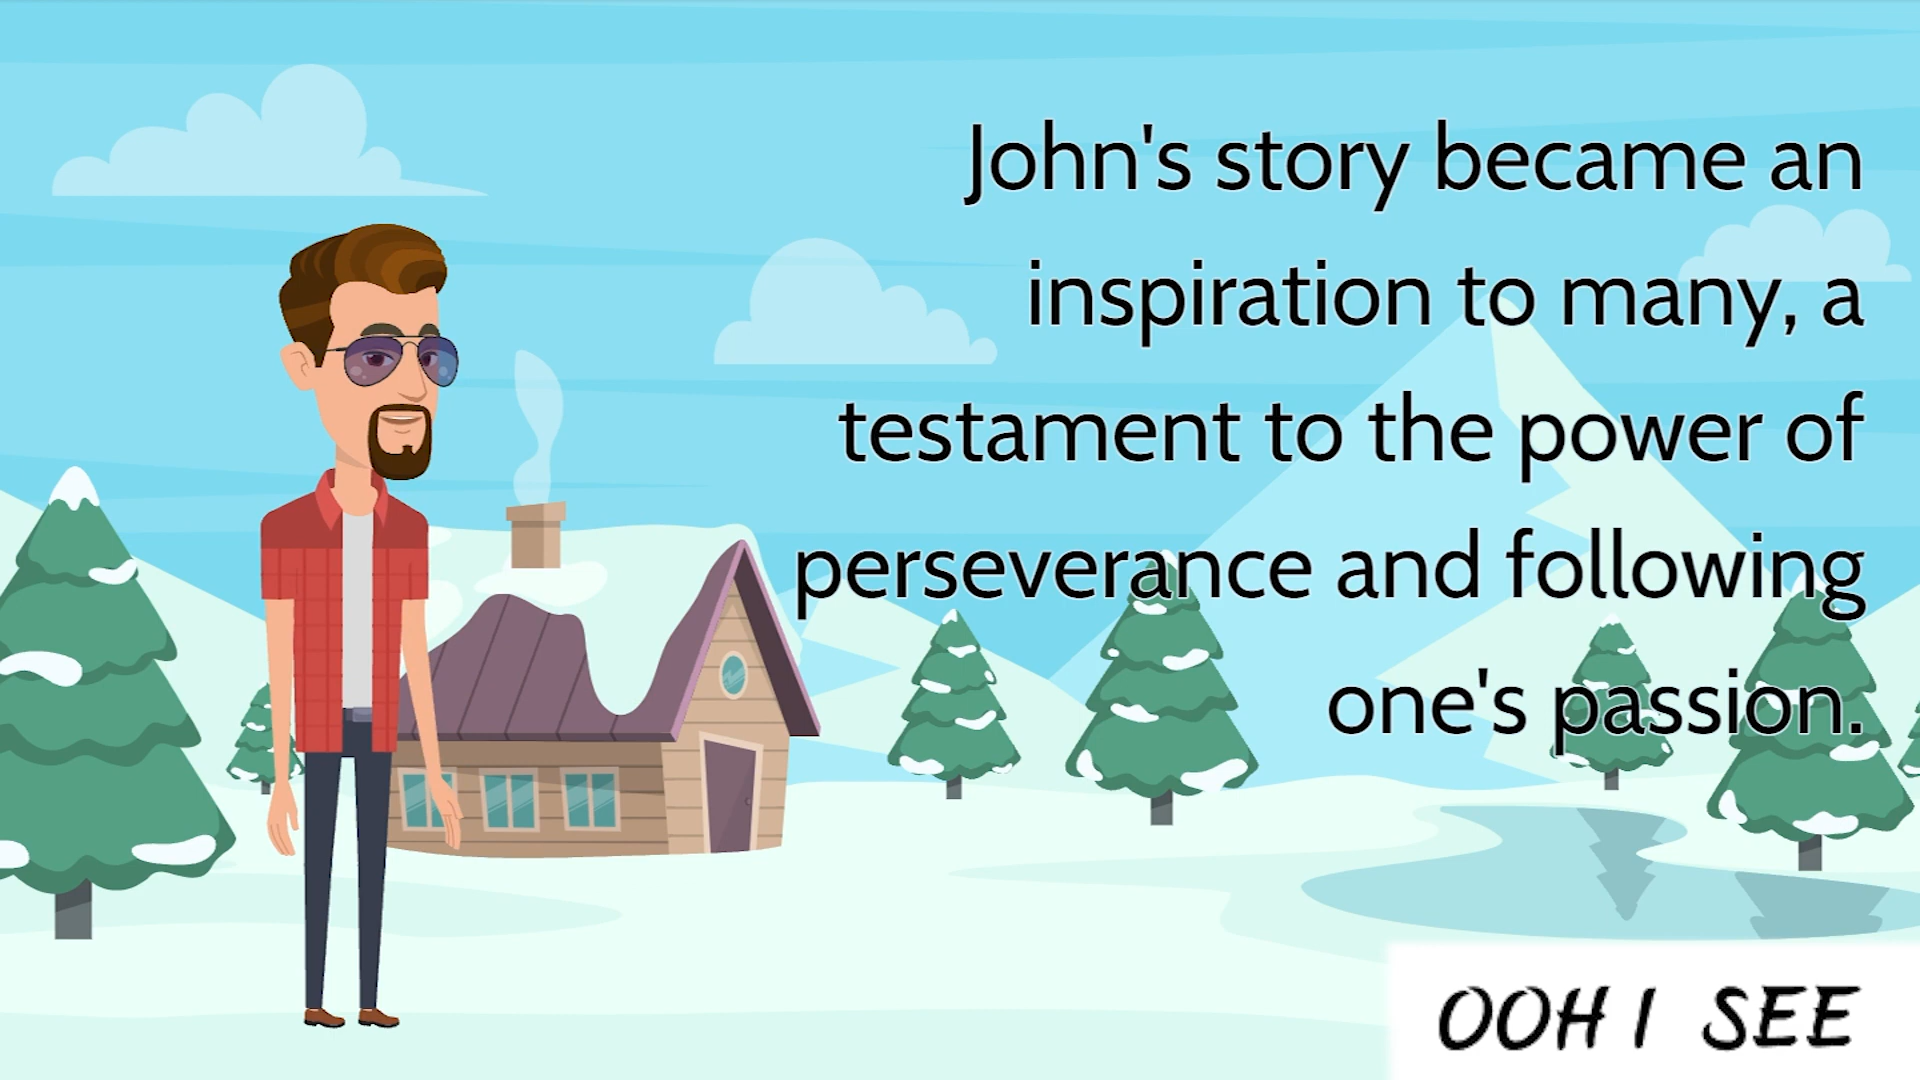 John's story became an
inspiration to many, a
testament to the power of
perseverance and following
one's passion.
OOH I SEE